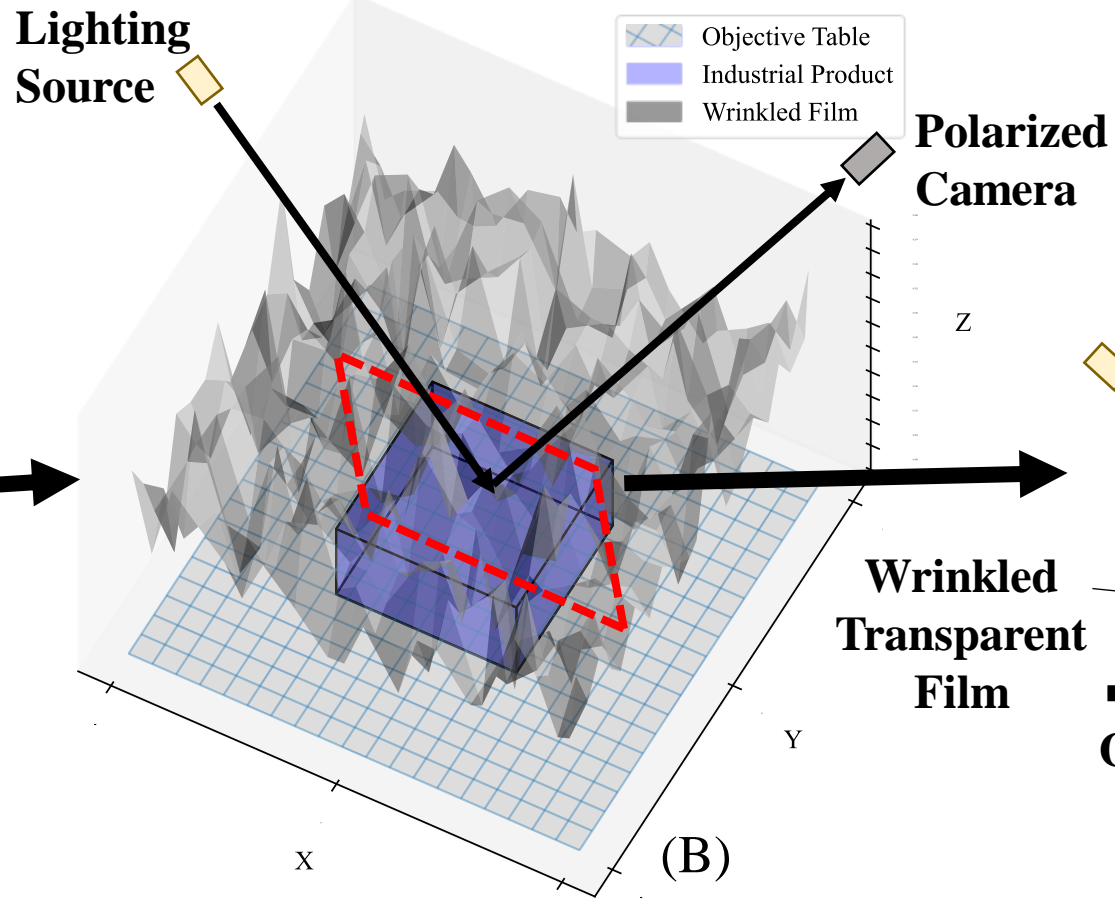 Lighting
Source
Objective Table
Industrial Product
Wrinkled Film
Polarized
Camera
Z
Wrinkled
Transparent
Film
Y
X
(B)